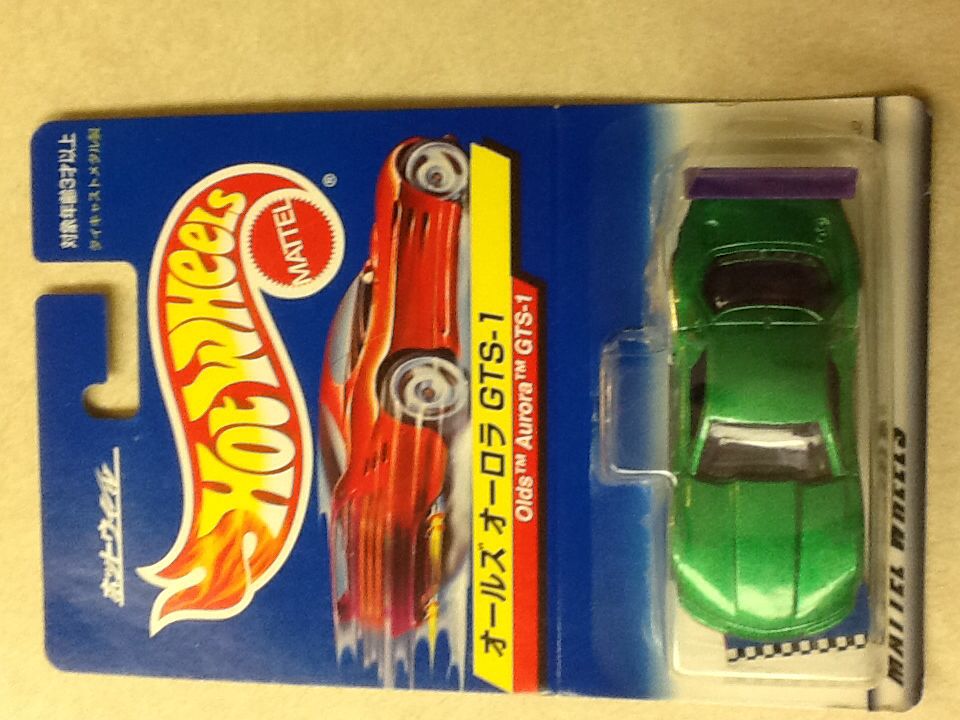 対象年齢3才以上
ダイキャストメタル製
ホットウィール
Hot Wheels
®
MATTEL
オールズ オーロラ GTS-1
Olds™ Aurora™ GTS-1
MATTEL WHEELS